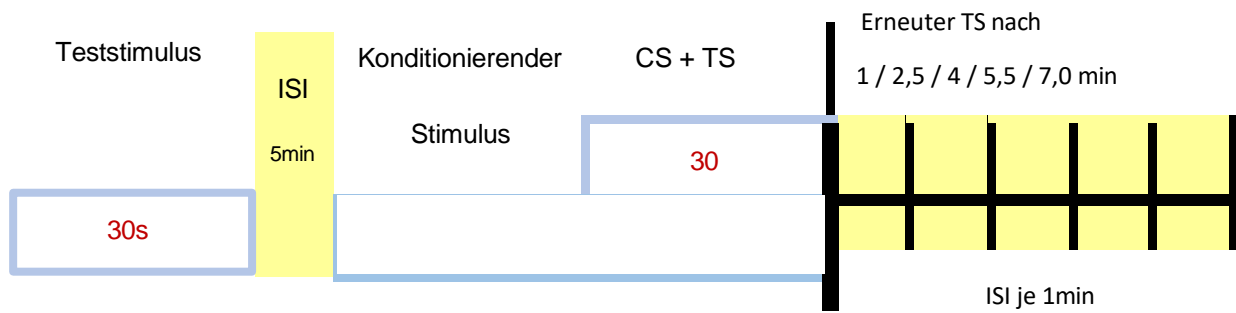 Teststimulus
ISI
5min
Konditionierender
Stimulus
CS + TS
Erneuter TS nach
1 / 2,5 / 4 / 5,5 / 7,0 min
30s
30
ISI je 1min